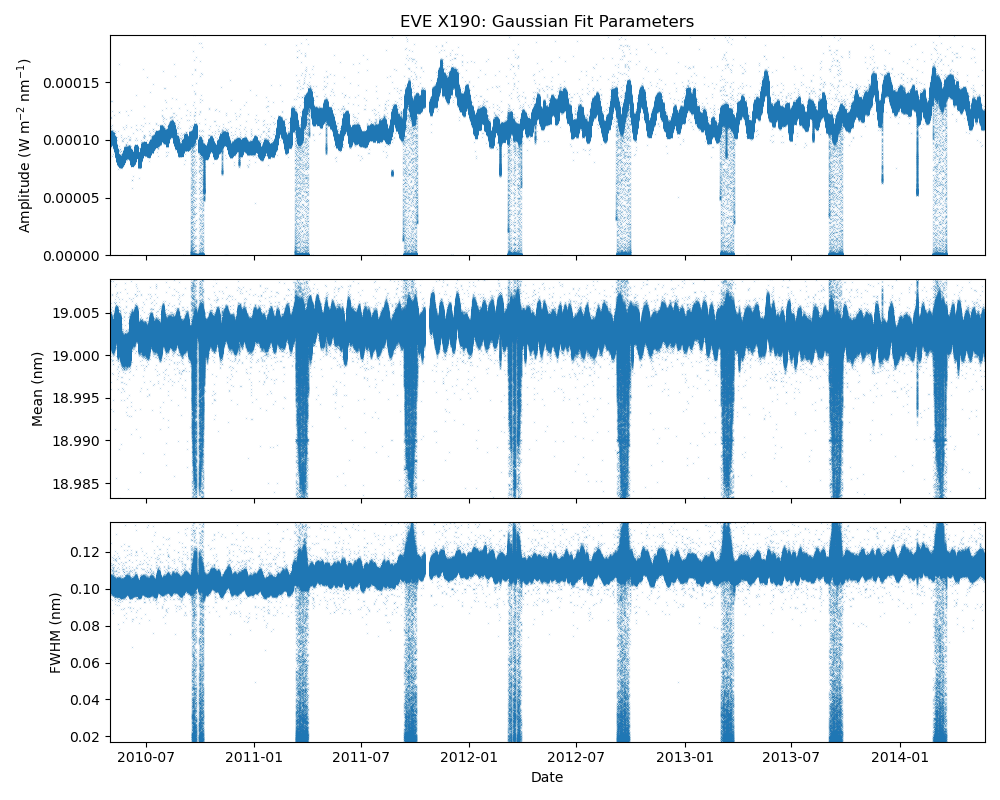 EVE X190: Gaussian Fit Parameters
Amplitude (W m⁻² nm⁻¹)
0.00015
0.00010
0.00005
0.00000
Mean (nm)
19.005
19.000
18.995
18.990
18.985
FWHM (nm)
0.12
0.10
0.08
0.06
0.04
0.02
2010-07 2011-01 2011-07 2012-01 2012-07 2013-01 2013-07 2014-01
Date